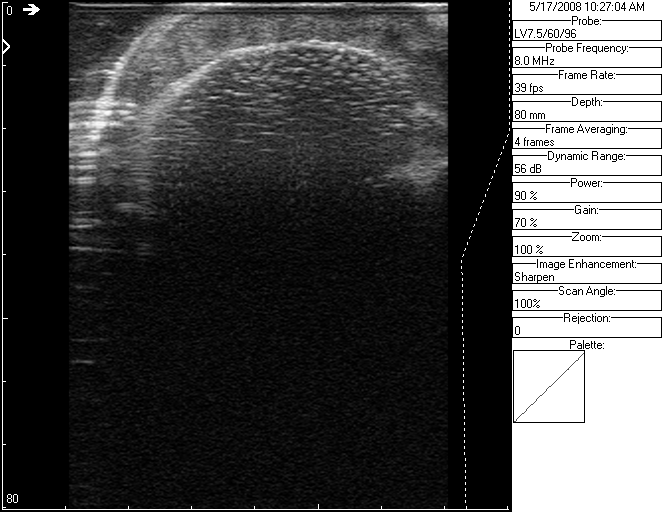 0
80
5/17/2008 10:27:04 AM
Probe:
LV7.5/60/96
Probe Frequency:
8.0 MHz
Frame Rate:
39 fps
Depth:
80 mm
Frame Averaging:
4 frames
Dynamic Range:
56 dB
Power:
90 %
Gain:
70 %
Zoom:
100 %
Image Enhancement:
Sharpen
Scan Angle:
100%
Rejection:
0
Palette: